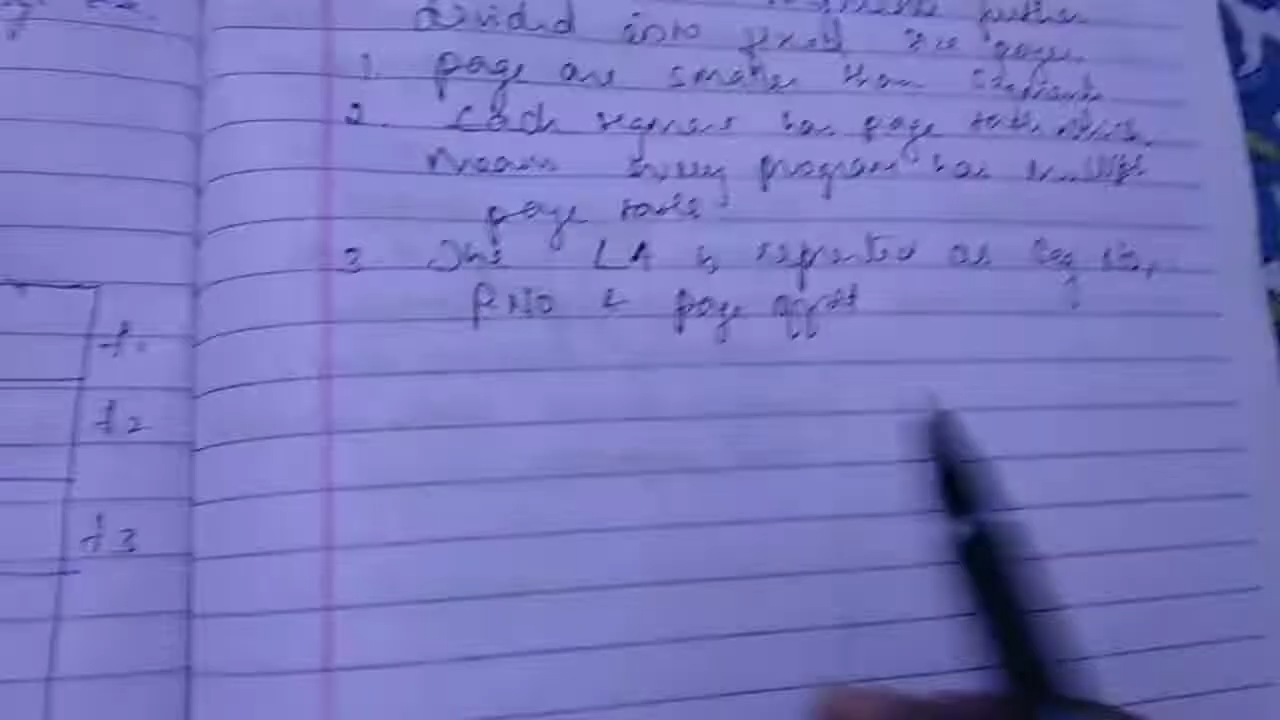 divided into fixed size pages.
1. page are smaller than segments
2. Each segment has page table which
means every program has multiple
page table
3. The LA is represented as Seg no,
PNO & page offset
f1
f2
f3